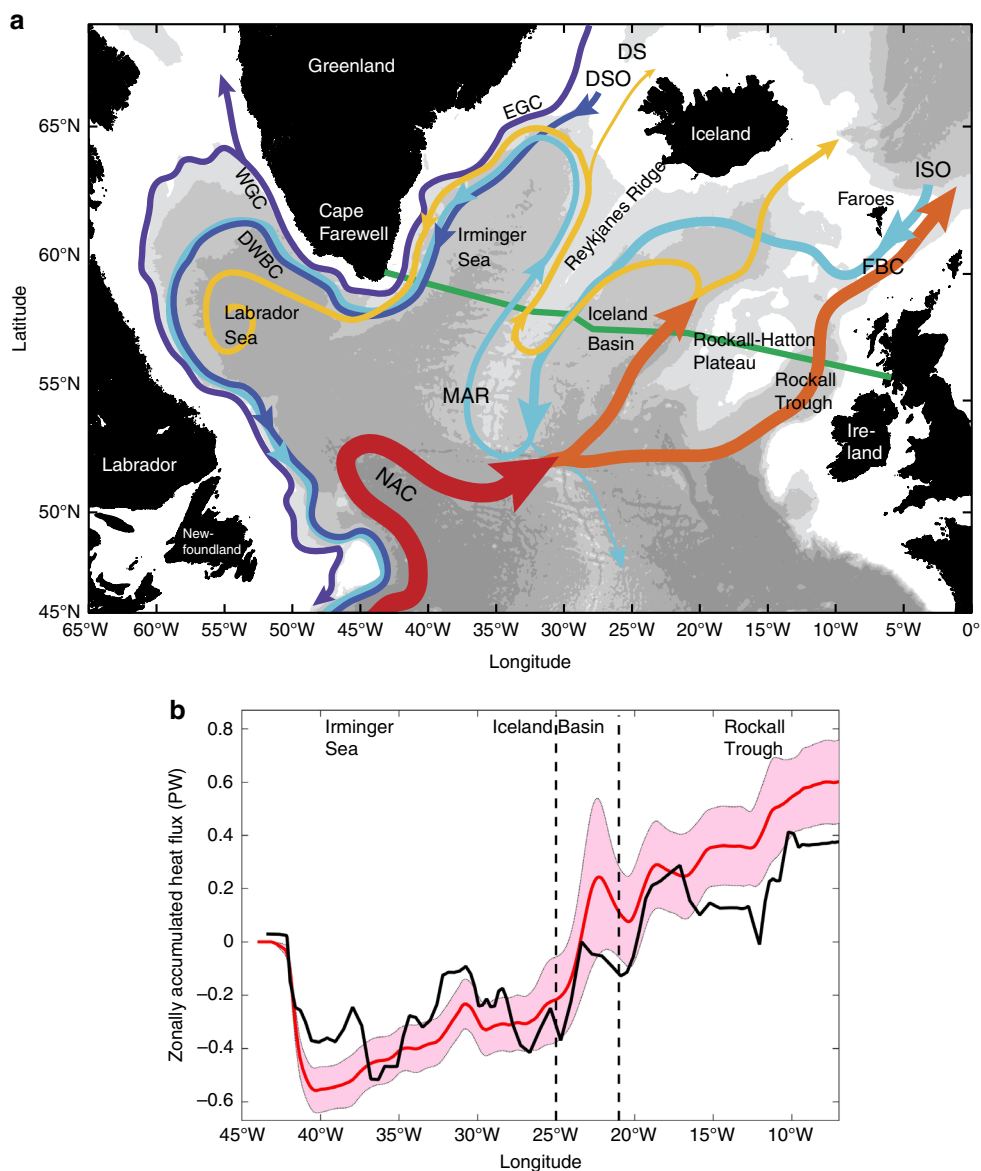 a
Greenland
DS
DSO
EGC
65°N
Iceland
WGC
Reykjanes Ridge
ISO
Faroes
Cape
Farewell
Irminger
Sea
60°N
DWBC
FBC
Latitude
Labrador
Sea
Iceland
Basin
Rockall-Hatton
Plateau
55°N
MAR
Rockall
Trough
Ire-
land
Labrador
NAC
50°N
New-
foundland
45°N
65°W 60°W 55°W 50°W 45°W 40°W 35°W 30°W 25°W 20°W 15°W 10°W 5°W 0°
Longitude
b
0.8
Irminger
Sea
Iceland Basin
Rockall
Trough
Zonally accumulated heat flux (PW)
0.6
0.4
0.2
0
–0.2
–0.4
–0.6
45°W 40°W 35°W 30°W 25°W 20°W 15°W 10°W
Longitude